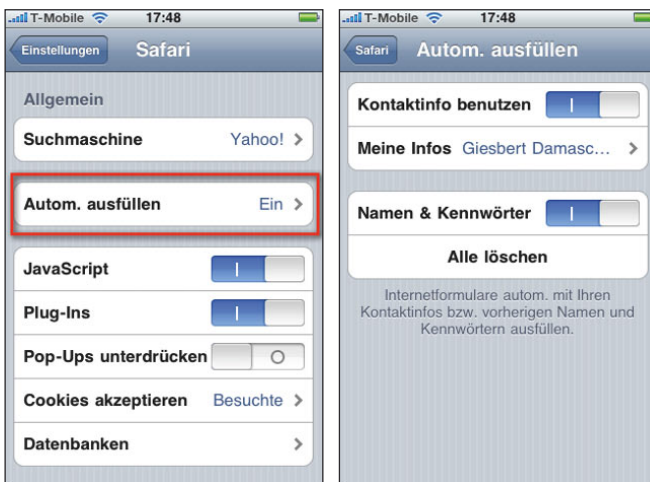 T-Mobile 17:48
Einstellungen Safari
Allgemein
Suchmaschine Yahoo!
Autom. ausfüllen Ein
JavaScript
Plug-Ins
Pop-Ups unterdrücken
Cookies akzeptieren Besuchte
Datenbanken
T-Mobile 17:48
Safari Autom. ausfüllen
Kontaktinfo benutzen
Meine Infos Giesbert Damasc...
Namen & Kennwörter
Alle löschen
Internetformulare autom. mit Ihren
Kontaktinfos bzw. vorherigen Namen und
Kennwörtern ausfüllen.